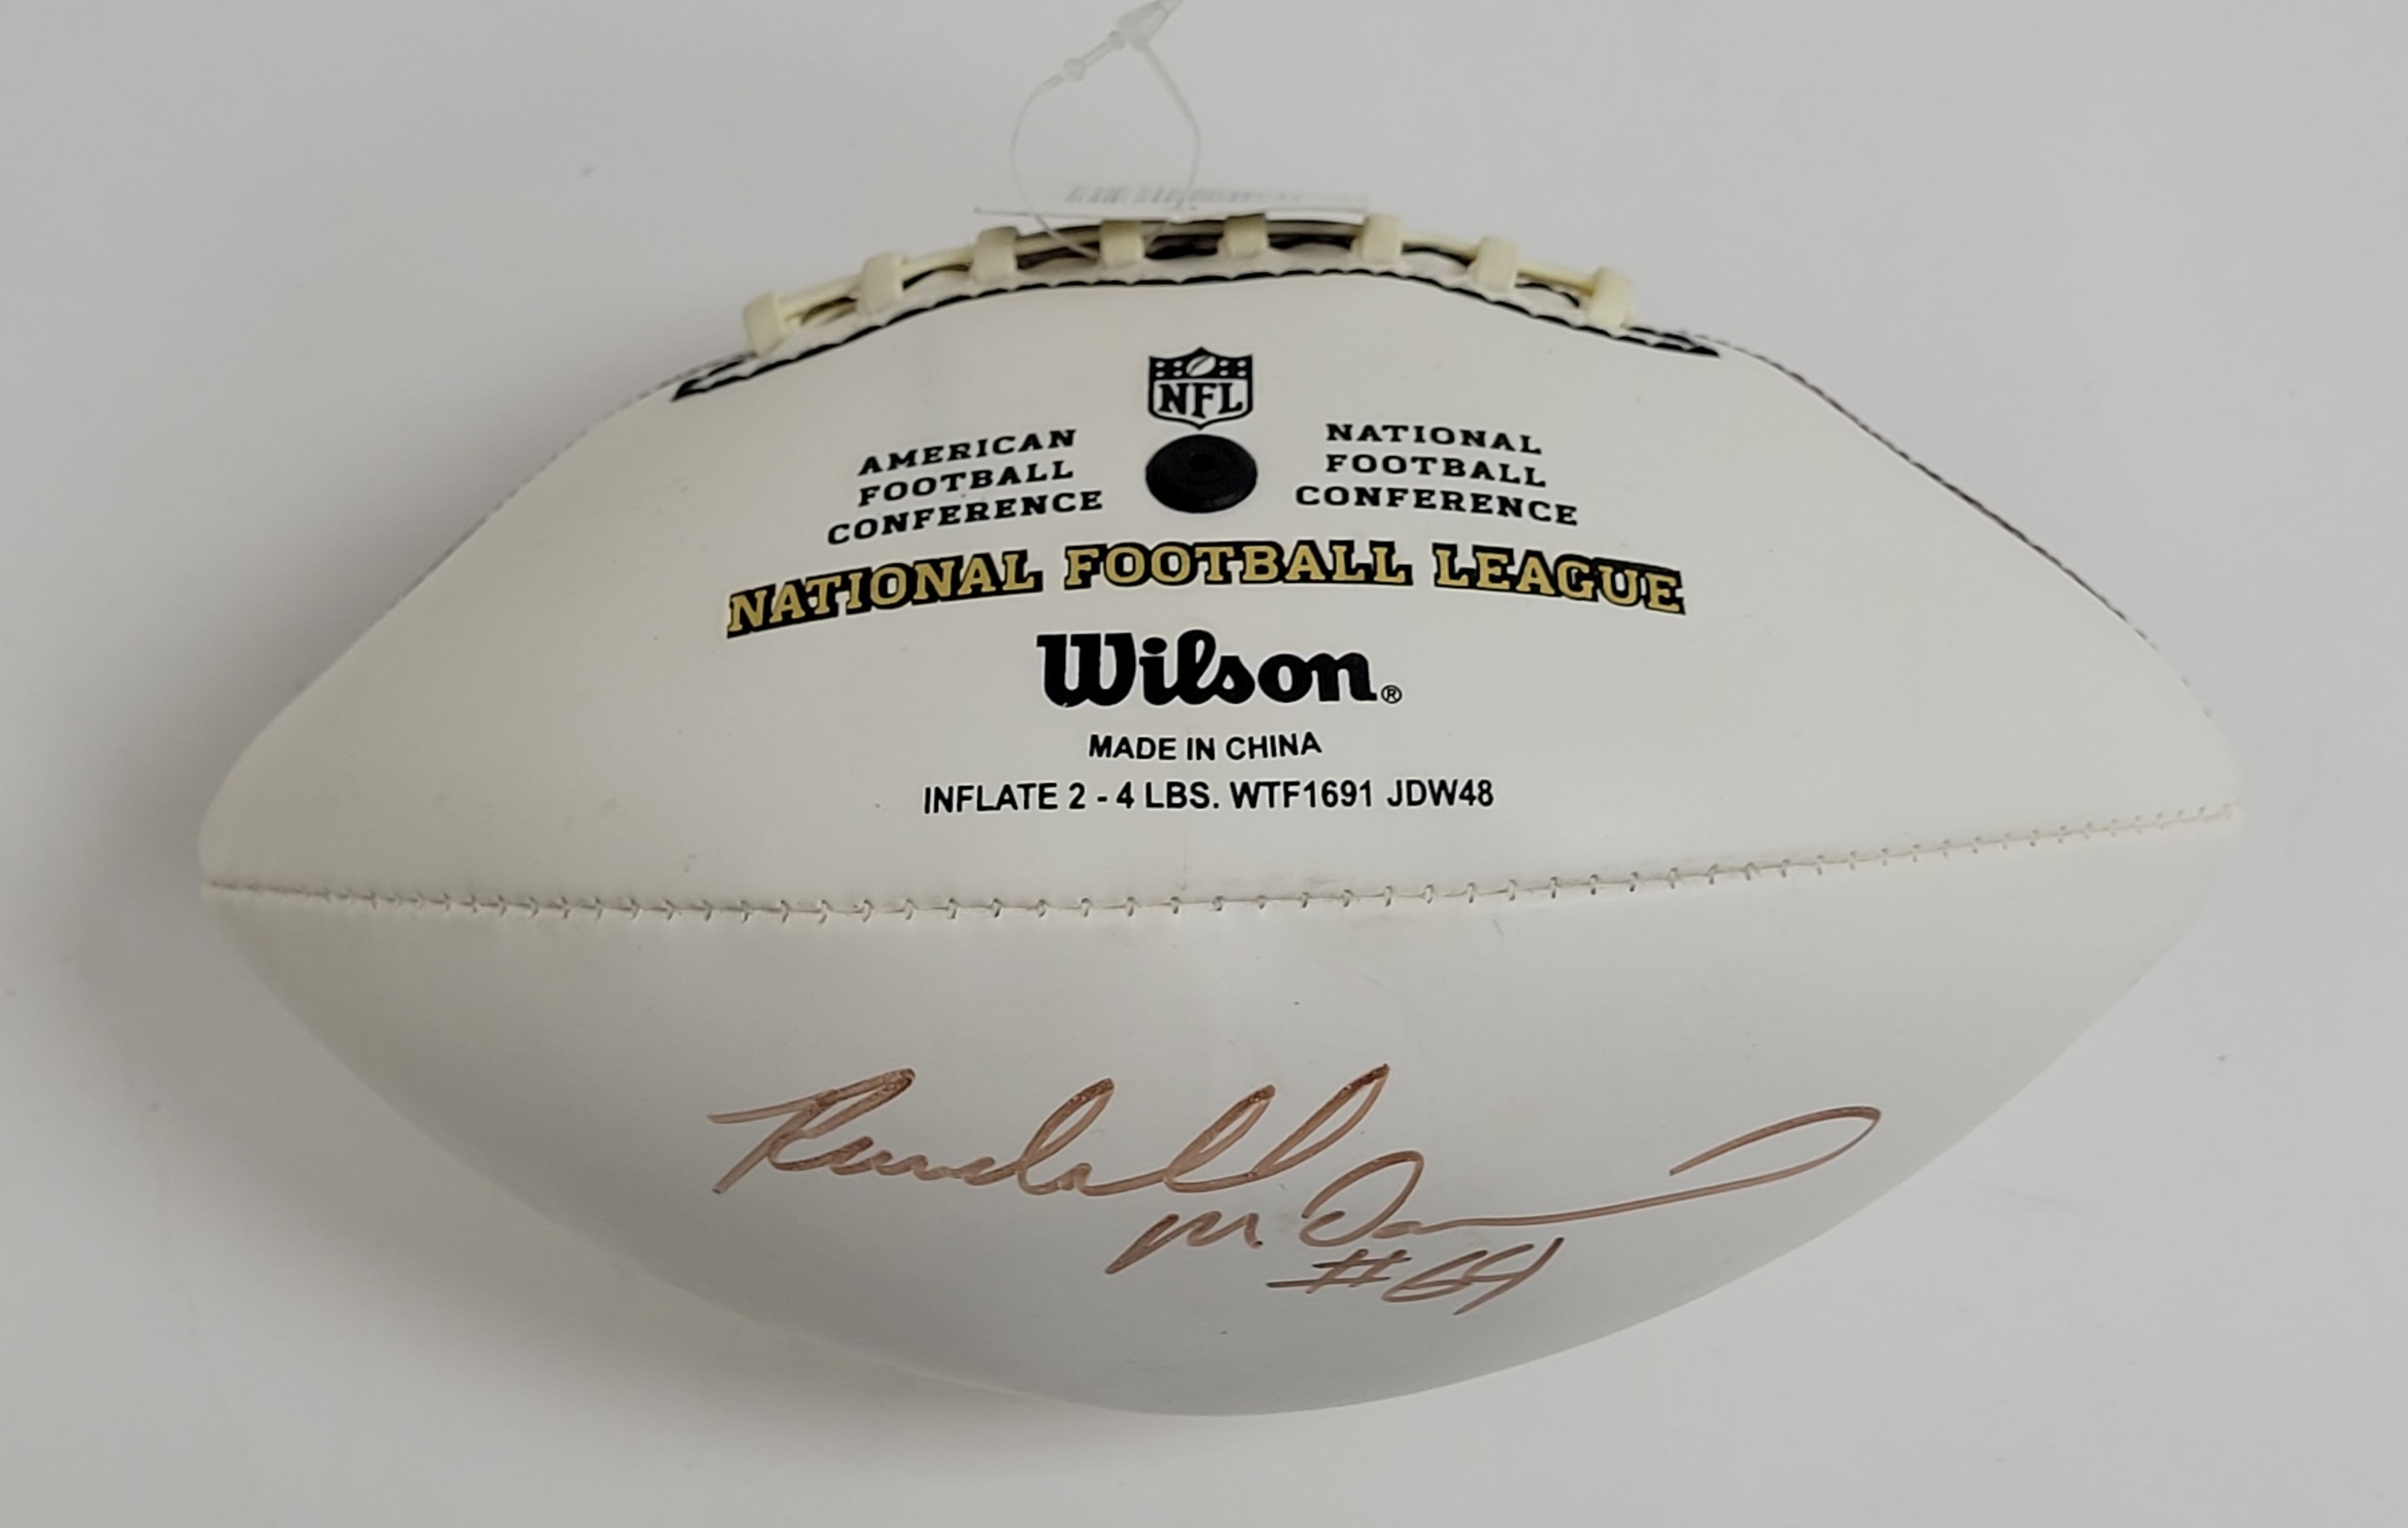 NFL
AMERICAN
FOOTBALL
CONFERENCE
NATIONAL
FOOTBALL
CONFERENCE
NATIONAL FOOTBALL LEAGUE
Wilson®
MADE IN CHINA
INFLATE 2 - 4 LBS. WTF1691 JDW48
Randall
#64